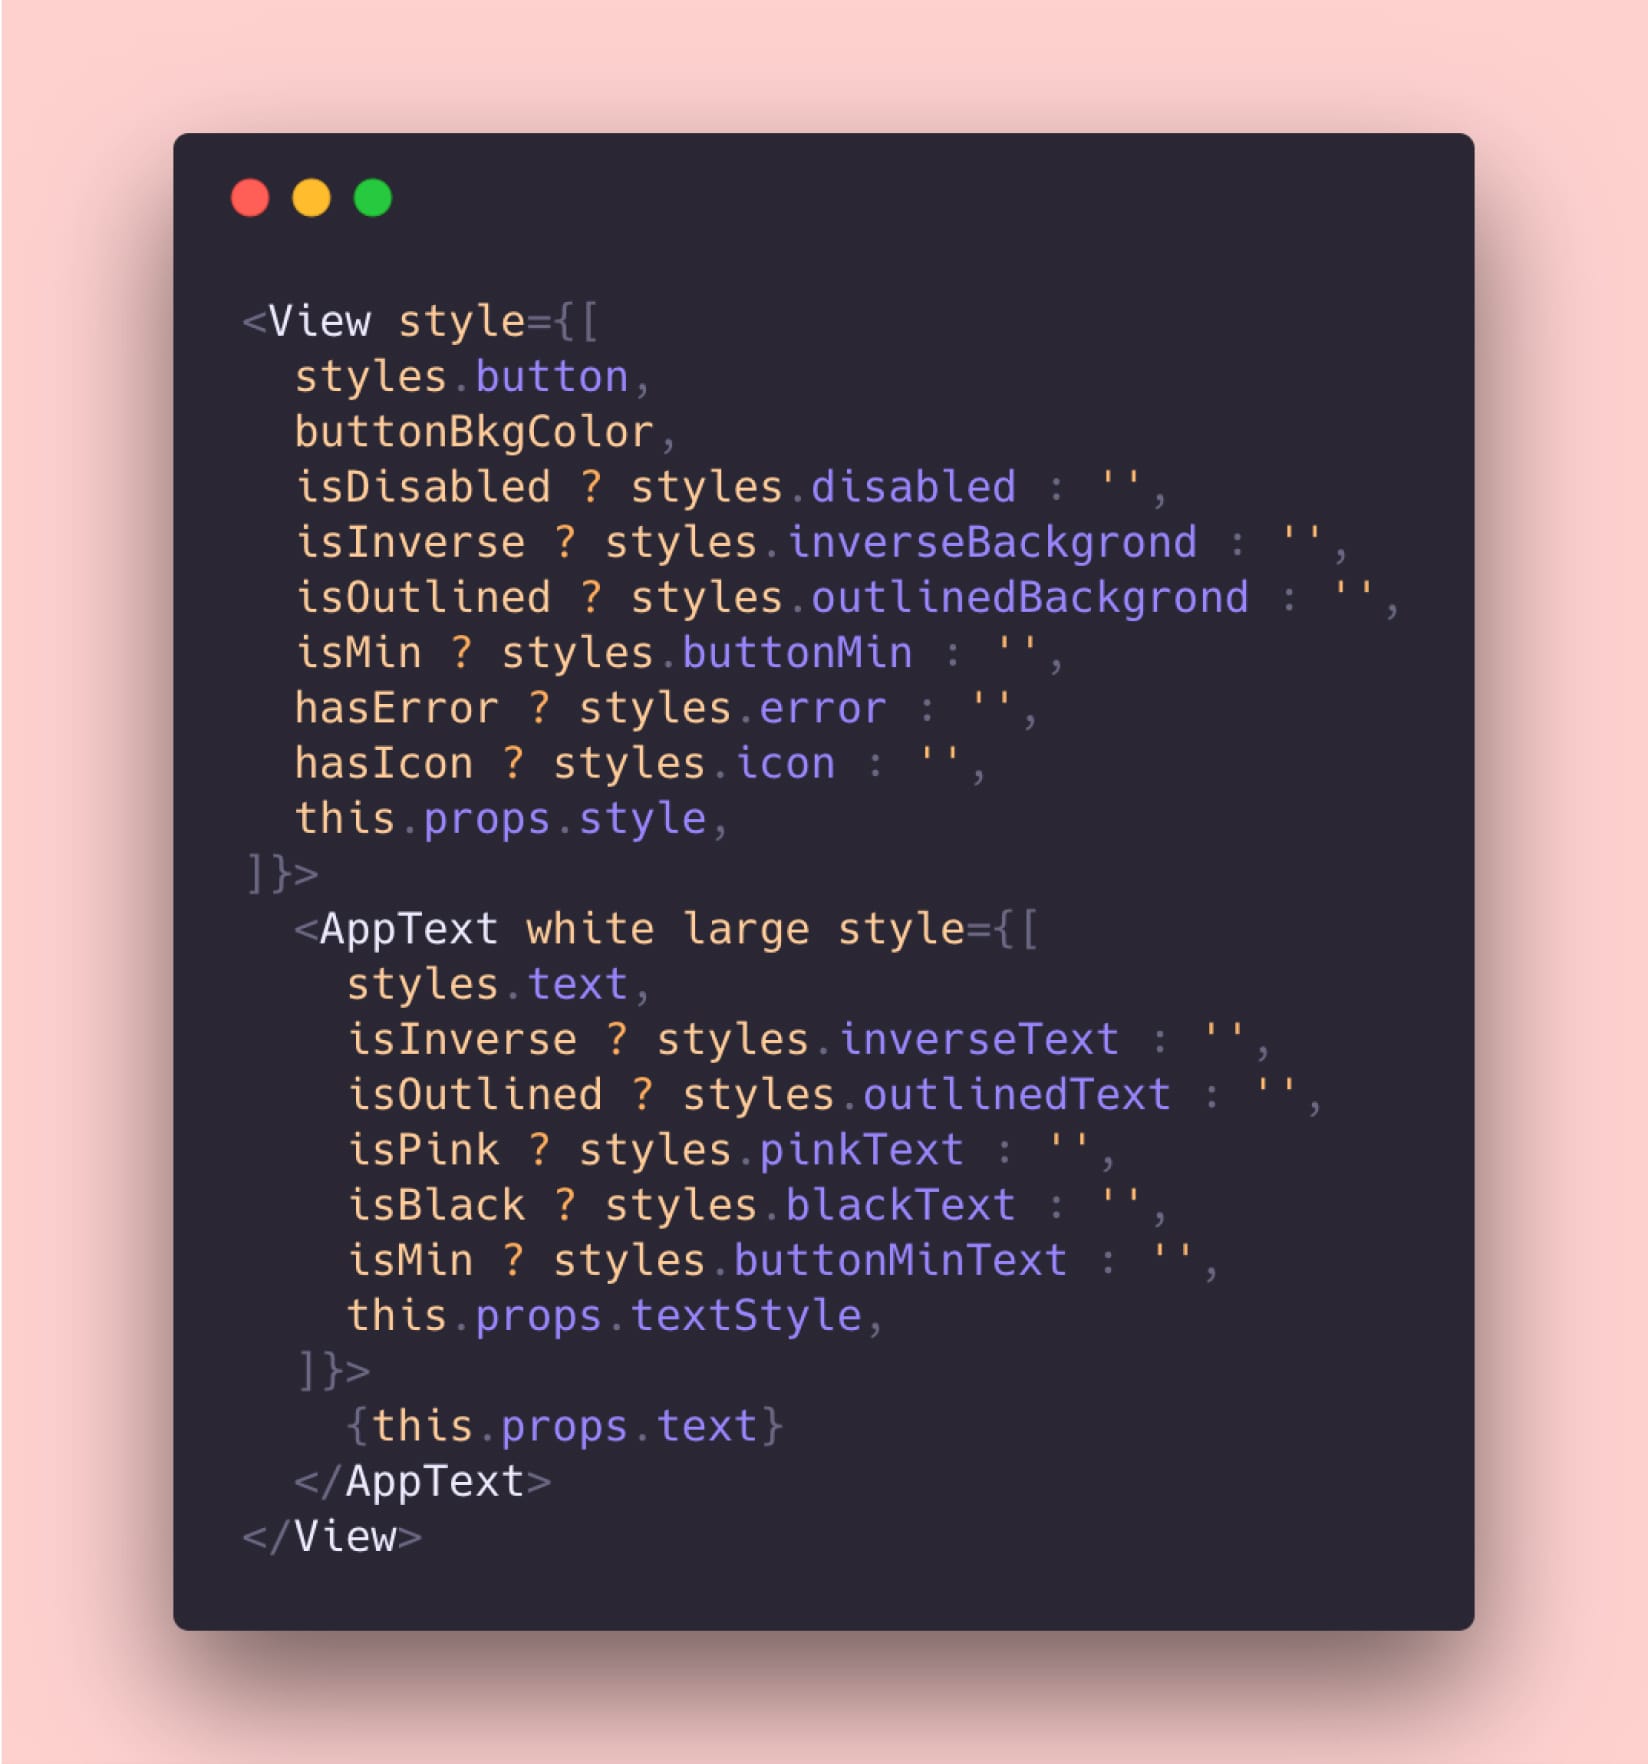 <View style={[
  styles.button,
  buttonBkgColor,
  isDisabled ? styles.disabled : '',
  isInverse ? styles.inverseBackgrond : '',
  isOutlined ? styles.outlinedBackgrond : '',
  isMin ? styles.buttonMin : '',
  hasError ? styles.error : '',
  hasIcon ? styles.icon : '',
  this.props.style,
]}>
  <AppText white large style={[
    styles.text,
    isInverse ? styles.inverseText : '',
    isOutlined ? styles.outlinedText : '',
    isPink ? styles.pinkText : '',
    isBlack ? styles.blackText : '',
    isMin ? styles.buttonMinText : '',
    this.props.textStyle,
  ]}>
    {this.props.text}
  </AppText>
</View>